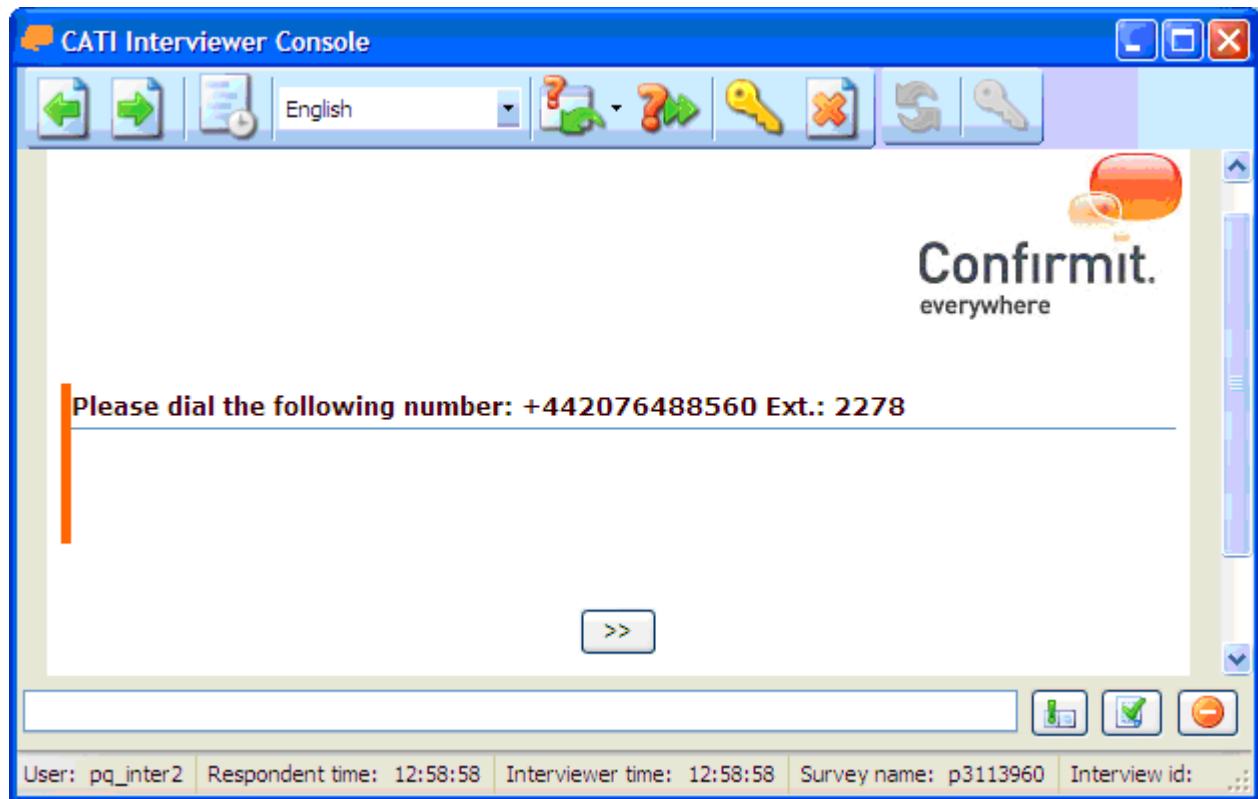 CATI Interviewer Console
English
Confirmit.
everywhere
Please dial the following number: +442076488560 Ext.: 2278
>>
User: pq_inter2 Respondent time: 12:58:58 Interviewer time: 12:58:58 Survey name: p3113960 Interview id: